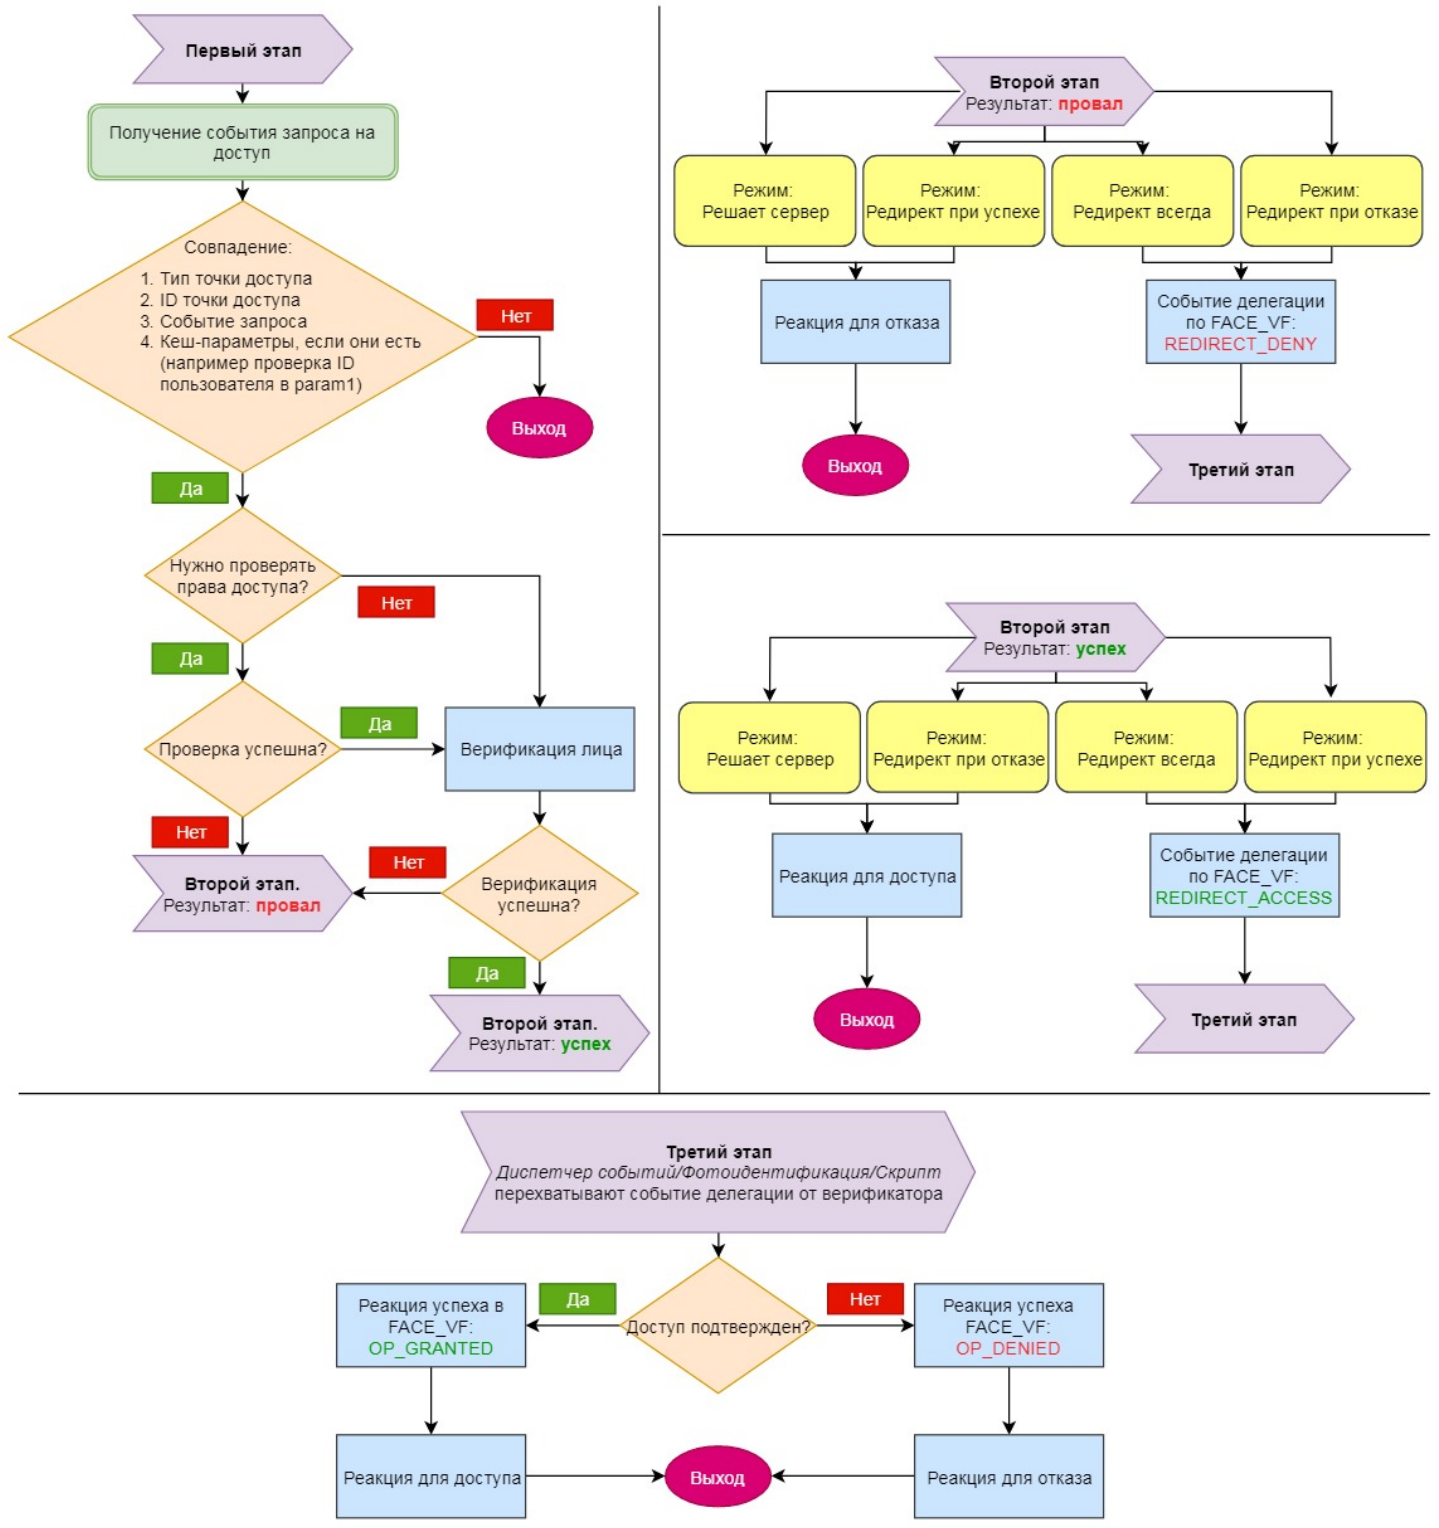 Первый этап
Получение события запроса на
доступ
Совпадение:
1. Тип точки доступа
2. ID точки доступа
3. Событие запроса
4. Кеш-параметры, если они есть
(например проверка ID
пользователя в param1)
Нет
Выход
Да
Нужно проверять
права доступа?
Нет
Да
Проверка успешна?
Да
Верификация лица
Нет
Второй этап.
Результат: провал
Нет
Верификация
успешна?
Да
Второй этап.
Результат: успех
Второй этап
Результат: провал
Режим:
Решает сервер
Режим:
Редирект при успехе
Режим:
Редирект всегда
Режим:
Редирект при отказе
Реакция для отказа
Событие делегации
по FACE_VF:
REDIRECT_DENY
Выход
Третий этап
Второй этап
Результат: успех
Режим:
Решает сервер
Режим:
Редирект при отказе
Режим:
Редирект всегда
Режим:
Редирект при успехе
Реакция для доступа
Событие делегации
по FACE_VF:
REDIRECT_ACCESS
Выход
Третий этап
Третий этап
Диспетчер событий/Фотоидентификация/Скрипт
перехватывают событие делегации от верификатора
Доступ подтвержден?
Да
Нет
Реакция успеха в
FACE_VF:
OP_GRANTED
Реакция успеха
FACE_VF:
OP_DENIED
Реакция для доступа
Выход
Реакция для отказа